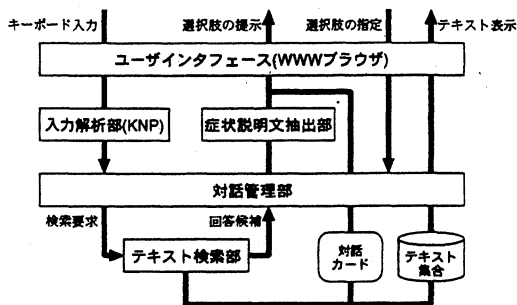 キーボード入力 選択肢の提示 選択肢の指定 テキスト表示
ユーザインタフェース(WWWブラウザ)
入力解析部(KNP) 症状説明文抽出部
対話管理部
検索要求 回答候補
テキスト検索部
対話
カード
テキスト
集合